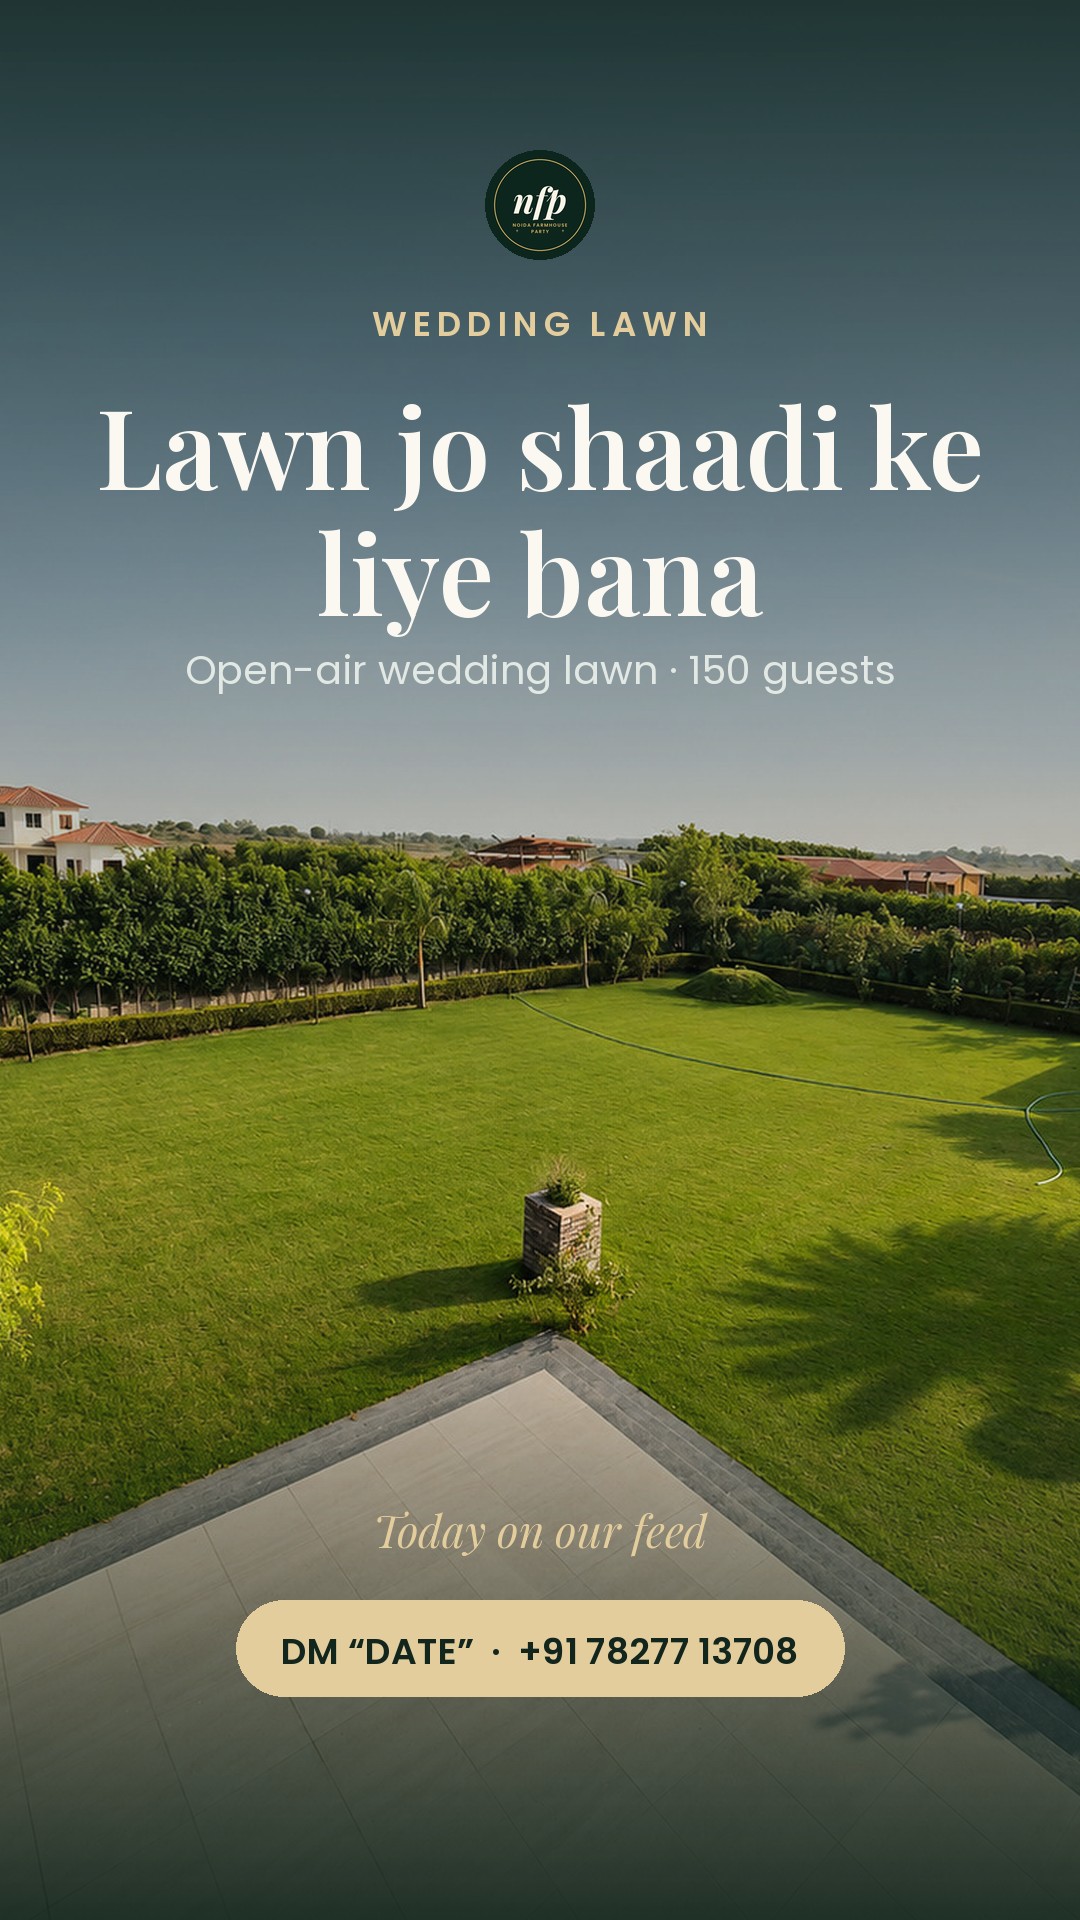 nfp
NOIDA FARMHOUSE
PARTY
WEDDING LAWN
Lawn jo shaadi ke
liye bana
Open-air wedding lawn · 150 guests
Today on our feed
DM “DATE” · +91 78277 13708